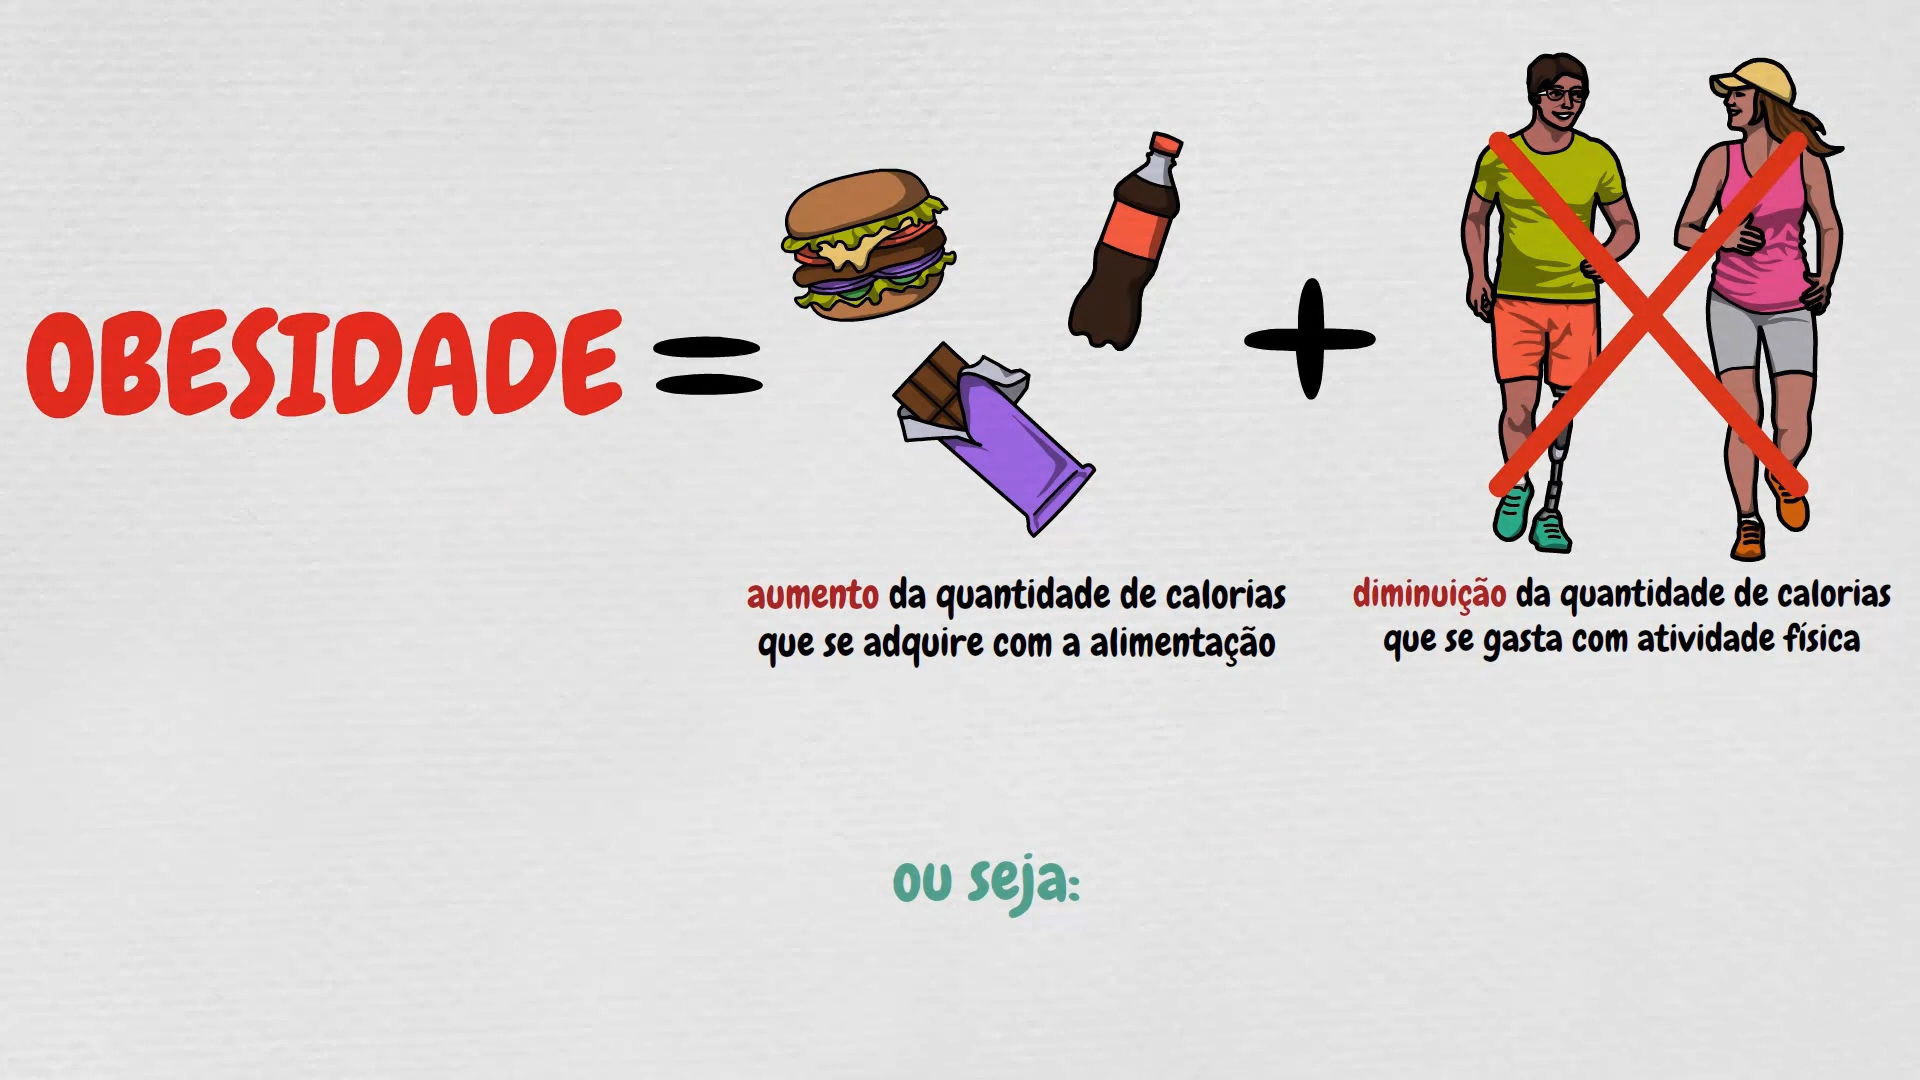 OBESIDADE
aumento da quantidade de calorias
que se adquire com a alimentação
diminuição da quantidade de calorias
que se gasta com atividade física
ou seja: